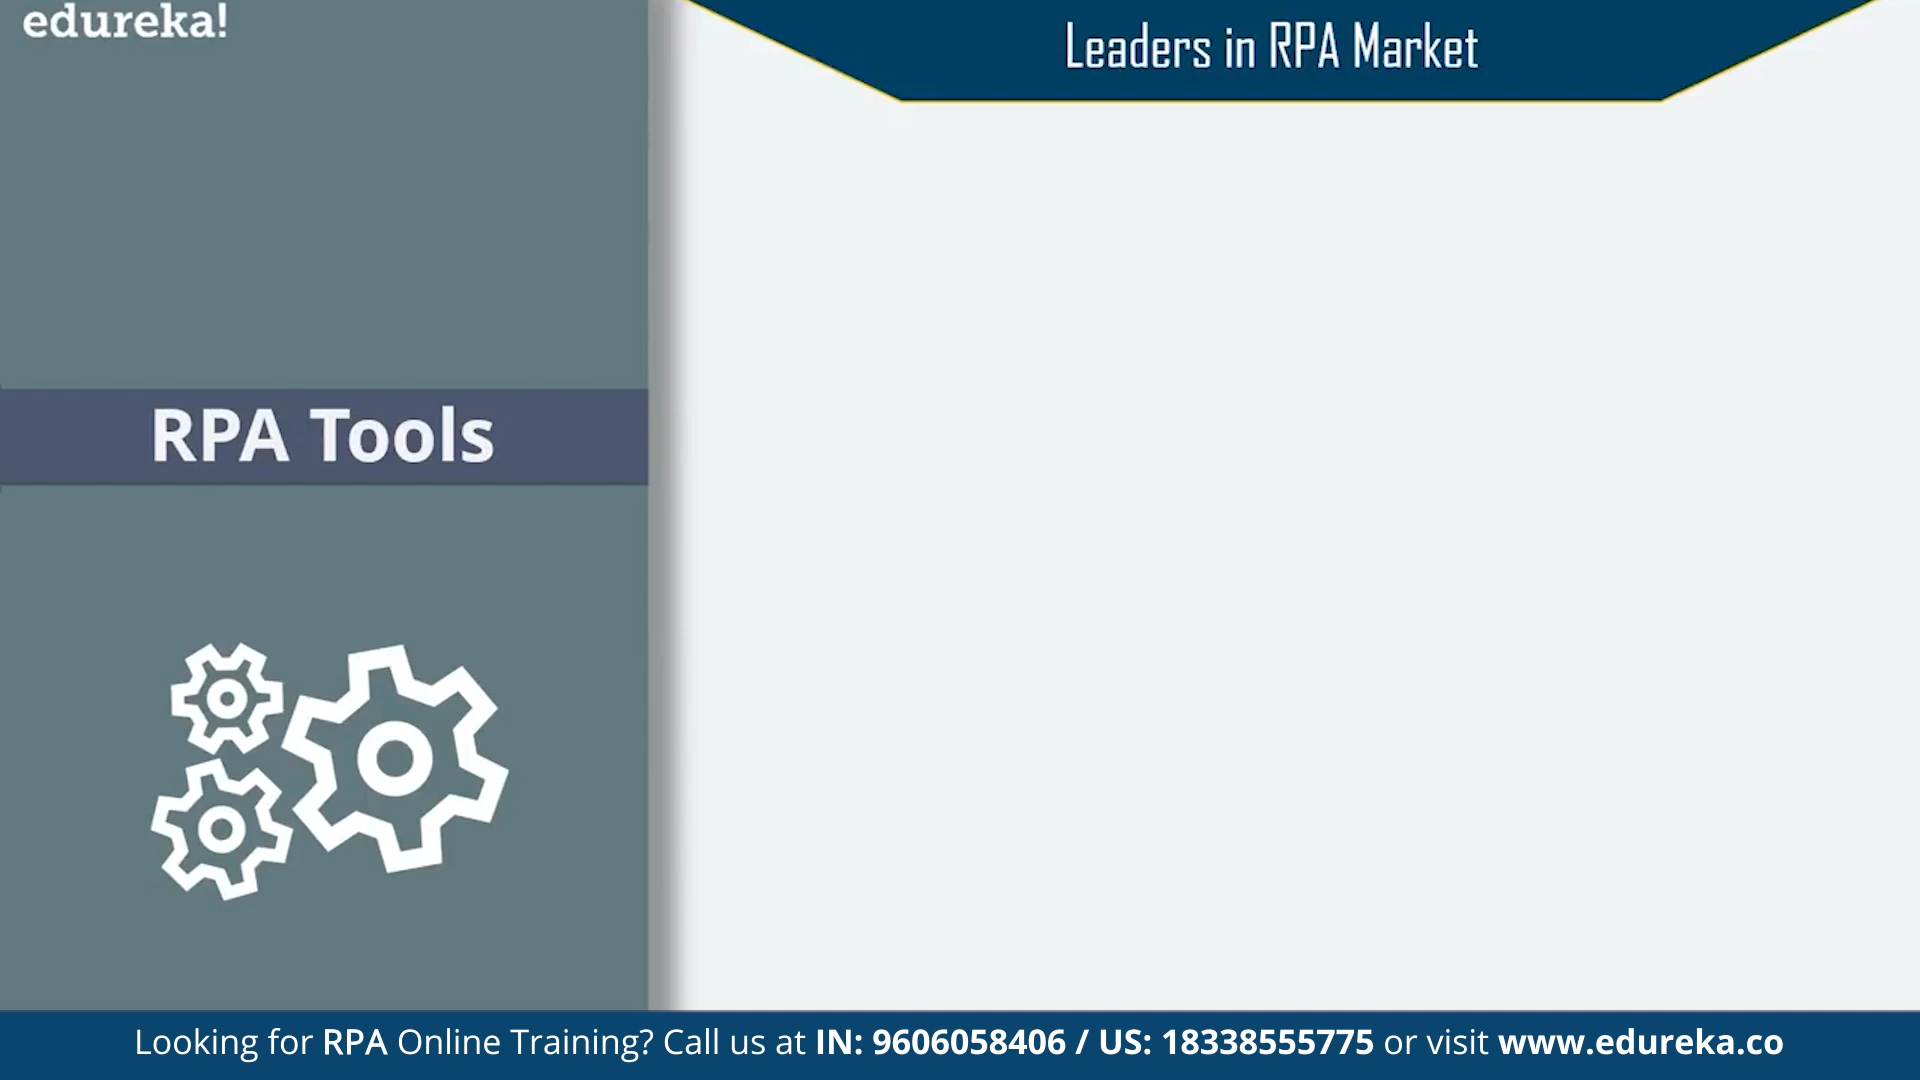 edureka!
Leaders in RPA Market
RPA Tools
Looking for RPA Online Training? Call us at IN: 9606058406 / US: 18338555775 or visit www.edureka.co